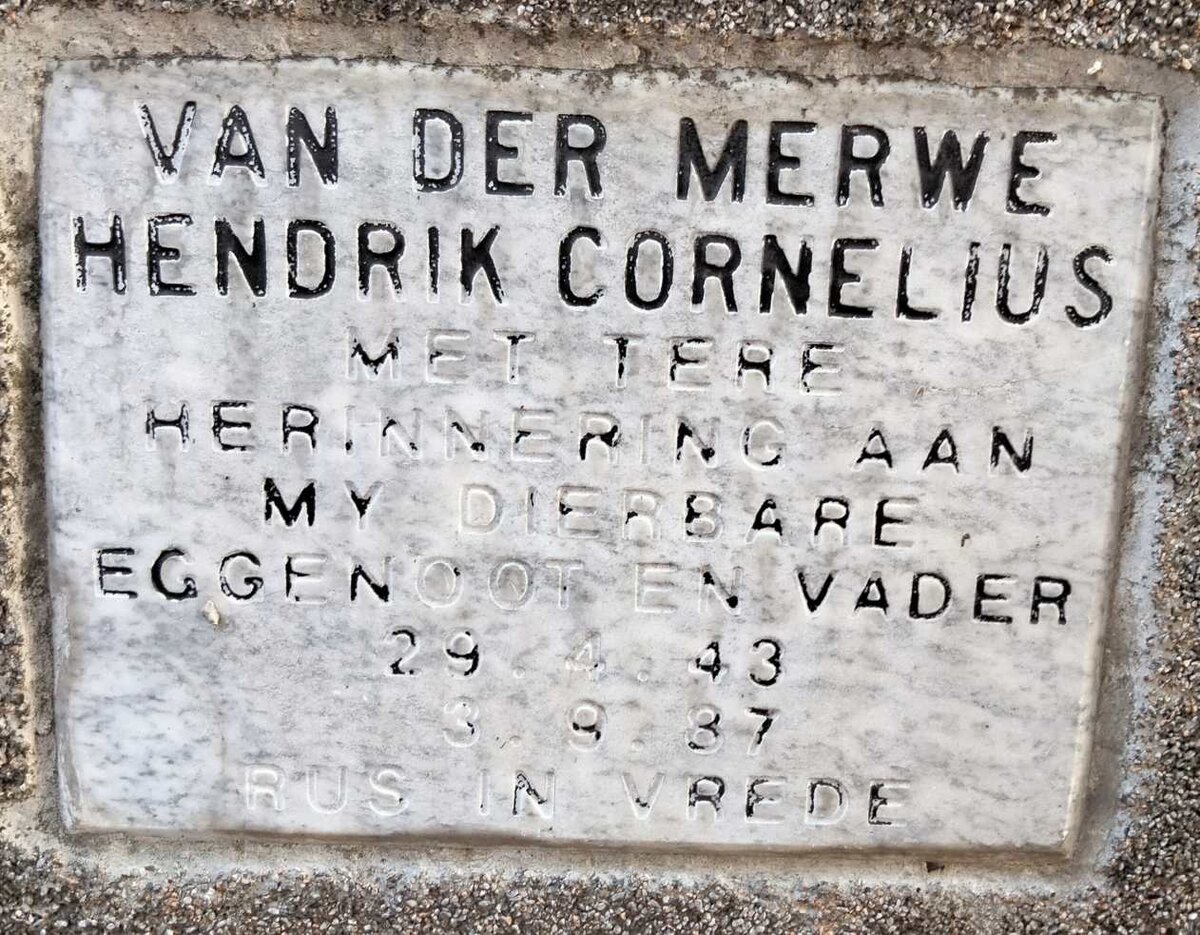 VAN DER MERWE
HENDRIK CORNELIUS
MET TERE
HERINNERING AAN
MY DIERBARE
EGGENOOT EN VADER
29.4.43
3.9.87
RUS IN VREDE